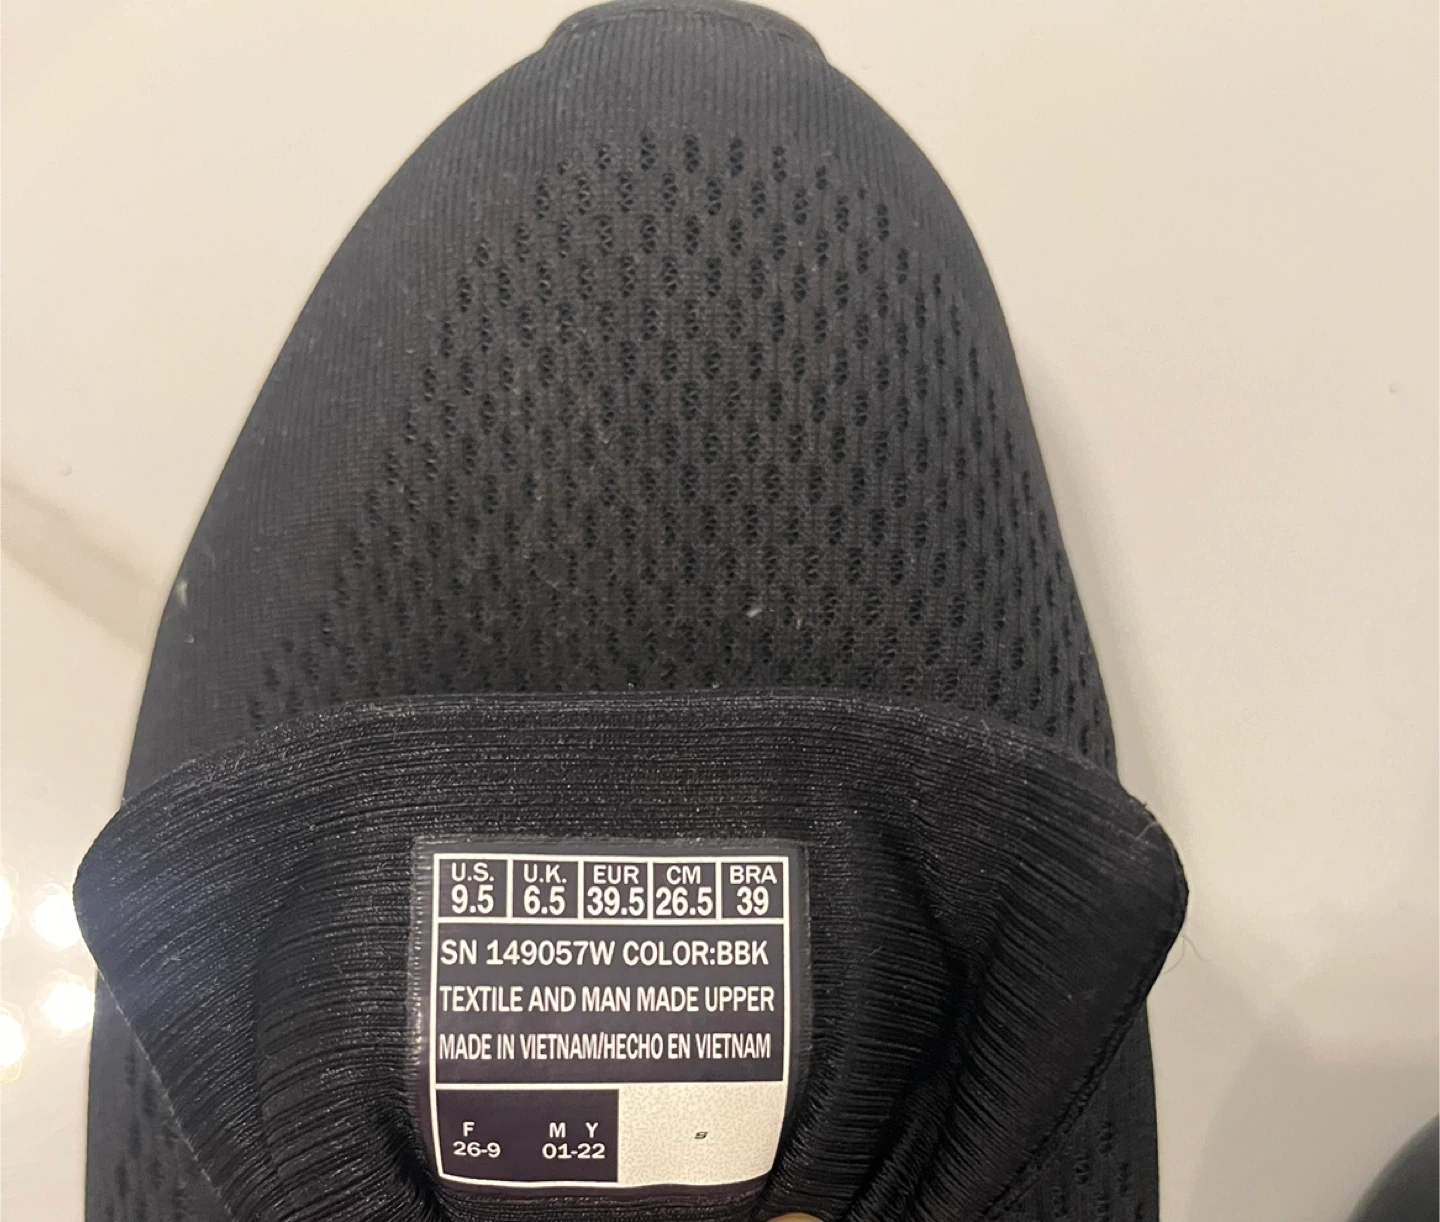 U.S. U.K. EUR CM BRA
9.5 6.5 39.5 26.5 39
SN 149057W COLOR:BBK
TEXTILE AND MAN MADE UPPER
MADE IN VIETNAM/HECHO EN VIETNAM
F M Y
26-9 01-22